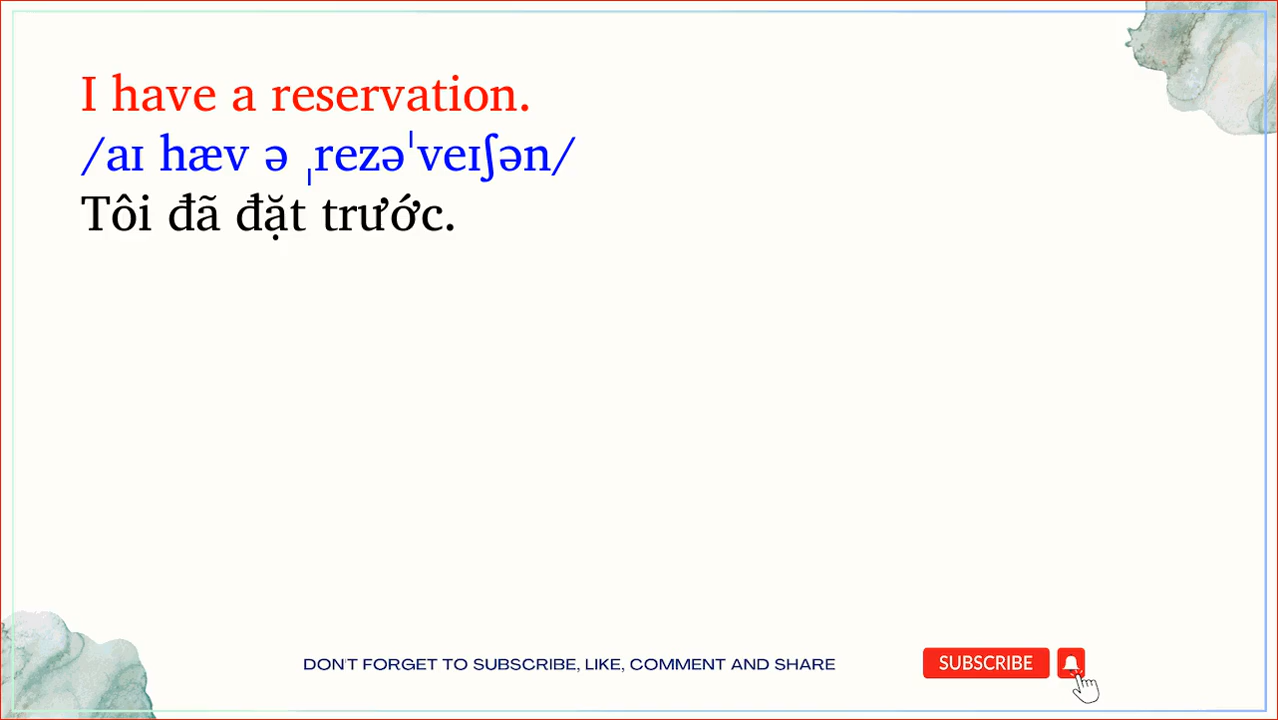 I have a reservation.
/aɪ hæv ə ˌrezəˈveɪʃən/
Tôi đã đặt trước.
DON'T FORGET TO SUBSCRIBE, LIKE, COMMENT AND SHARE
SUBSCRIBE